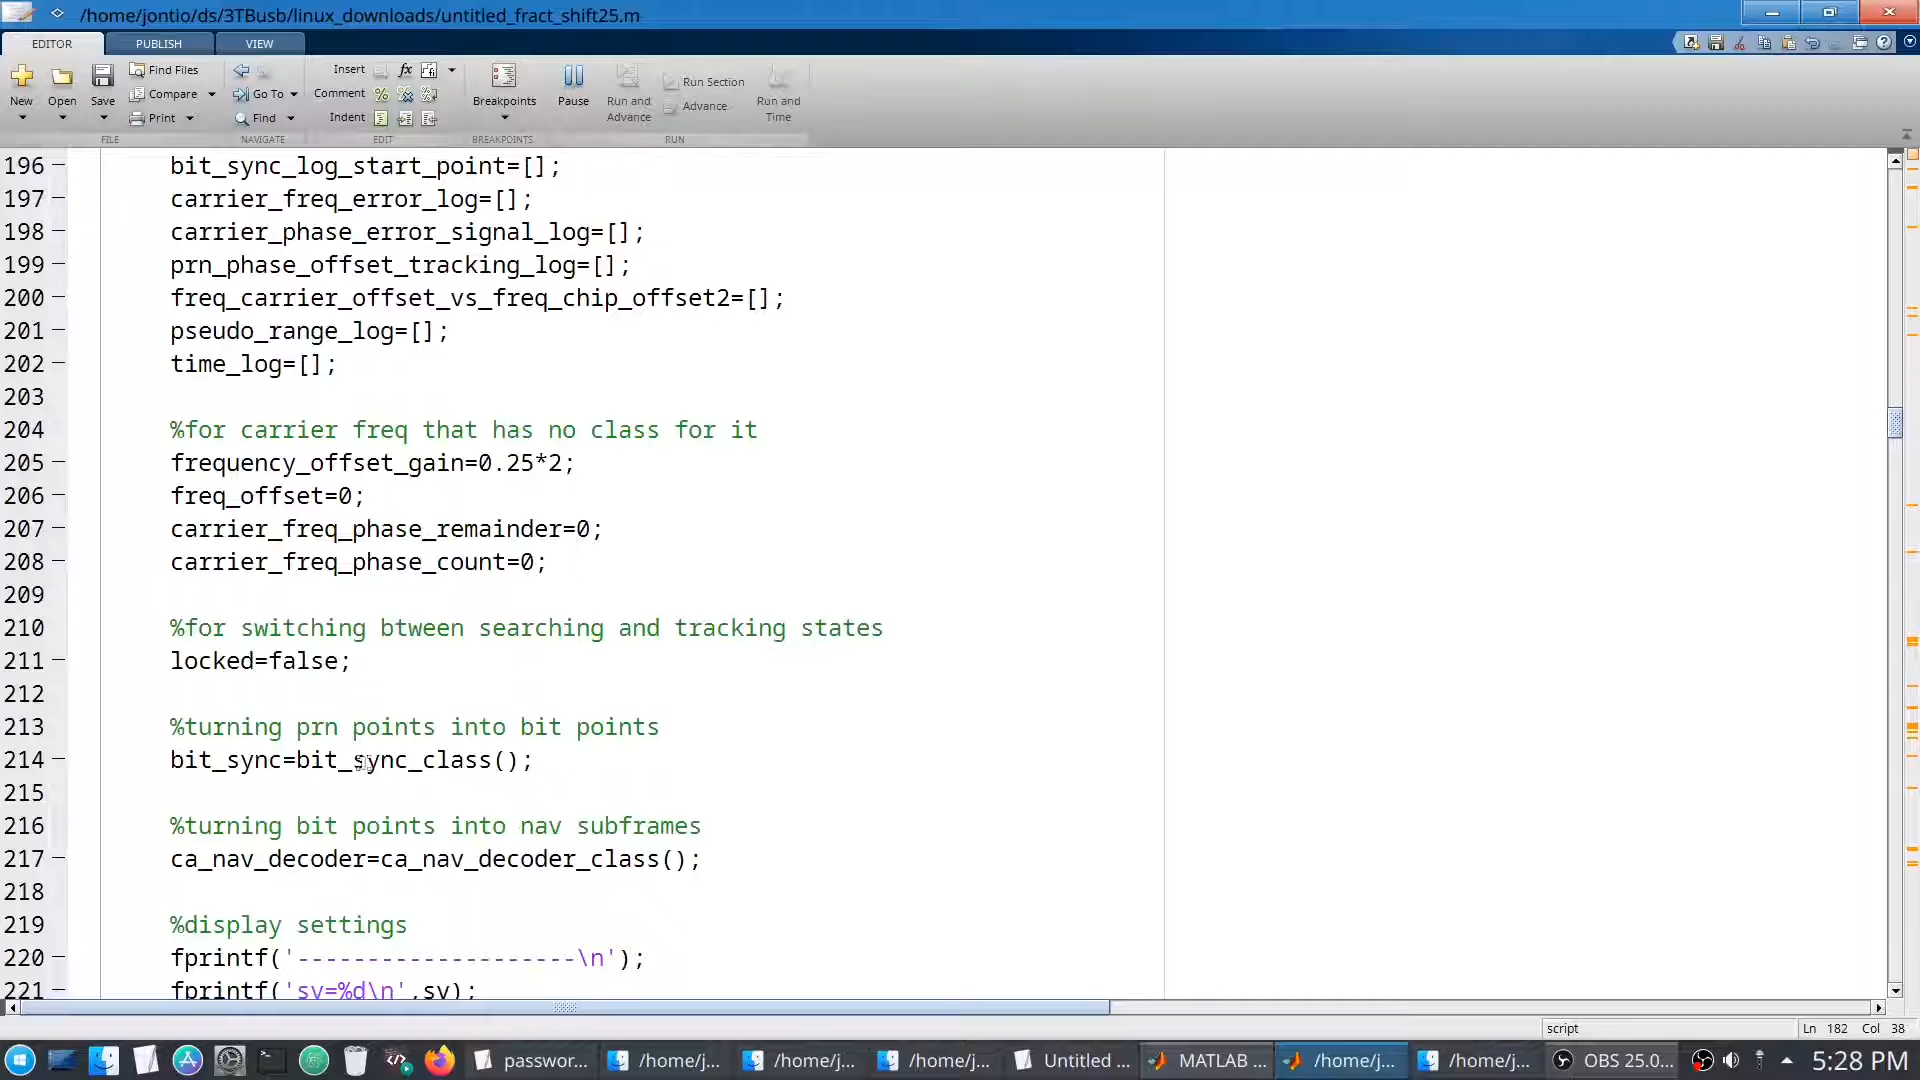 /home/jontio/ds/3TBusb/linux_downloads/untitled_fract_shift25.m
EDITOR PUBLISH VIEW
New Open Save Find Files Compare Print
FILE
Go To Find
NAVIGATE
Insert fx
Comment
Indent
EDIT
Breakpoints
BREAKPOINTS
Pause Run and Advance Run Section Advance Run and Time
RUN
196 bit_sync_log_start_point=[];
197 carrier_freq_error_log=[];
198 carrier_phase_error_signal_log=[];
199 prn_phase_offset_tracking_log=[];
200 freq_carrier_offset_vs_freq_chip_offset2=[];
201 pseudo_range_log=[];
202 time_log=[];
203
204 %for carrier freq that has no class for it
205 frequency_offset_gain=0.25*2;
206 freq_offset=0;
207 carrier_freq_phase_remainder=0;
208 carrier_freq_phase_count=0;
209
210 %for switching btween searching and tracking states
211 locked=false;
212
213 %turning prn points into bit points
214 bit_sync=bit_sync_class();
215
216 %turning bit points into nav subframes
217 ca_nav_decoder=ca_nav_decoder_class();
218
219 %display settings
220 fprintf('--------------------\n');
221 fprintf('sv=%d\n',sv);
script Ln 182 Col 38
passwor... /home/j... /home/j... /home/j... Untitled ... MATLAB ... /home/j... /home/j... OBS 25.0... 5:28 PM